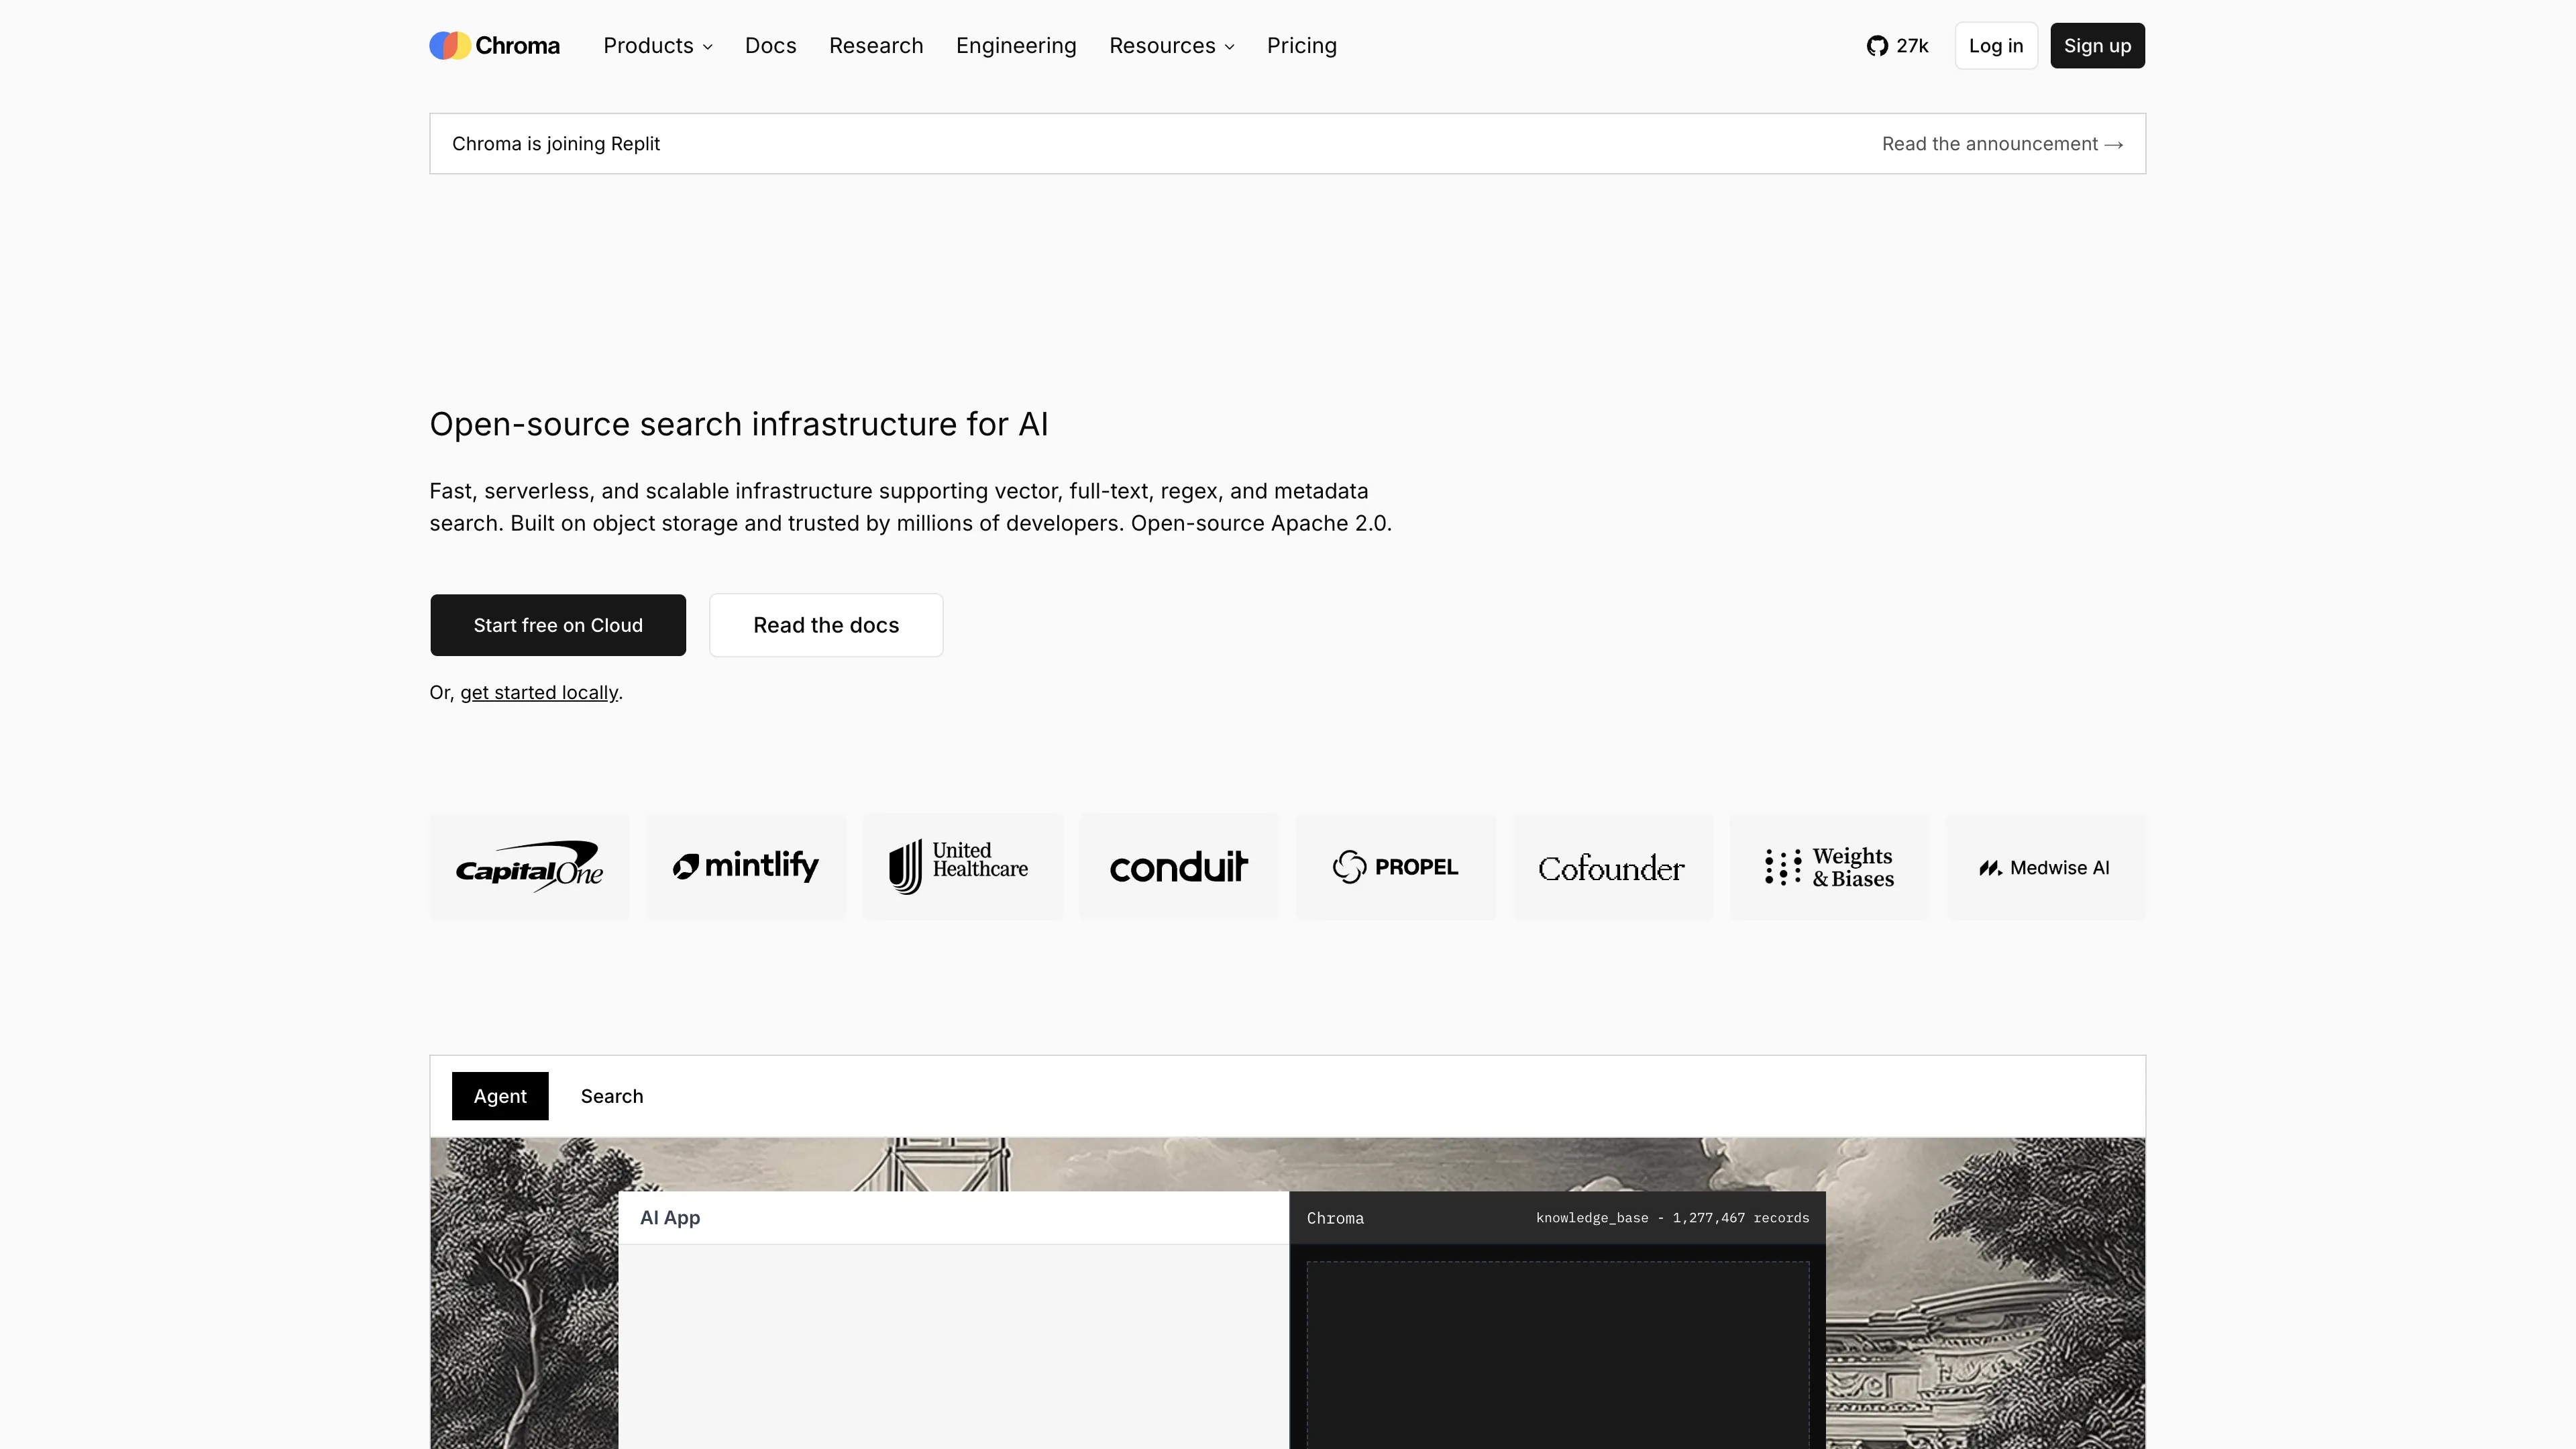 Chroma
Products
Docs
Research
Engineering
Resources
Pricing
27k
Log in
Sign up
Chroma is joining Replit
Read the announcement →
Open-source search infrastructure for AI
Fast, serverless, and scalable infrastructure supporting vector, full-text, regex, and metadata
search. Built on object storage and trusted by millions of developers. Open-source Apache 2.0.
Start free on Cloud
Read the docs
Or, get started locally.
CapitalOne
mintlify
United
Healthcare
conduit
PROPEL
Cofounder
Weights
& Biases
Medwise AI
Agent
Search
AI App
Chroma
knowledge_base - 1,277,467 records